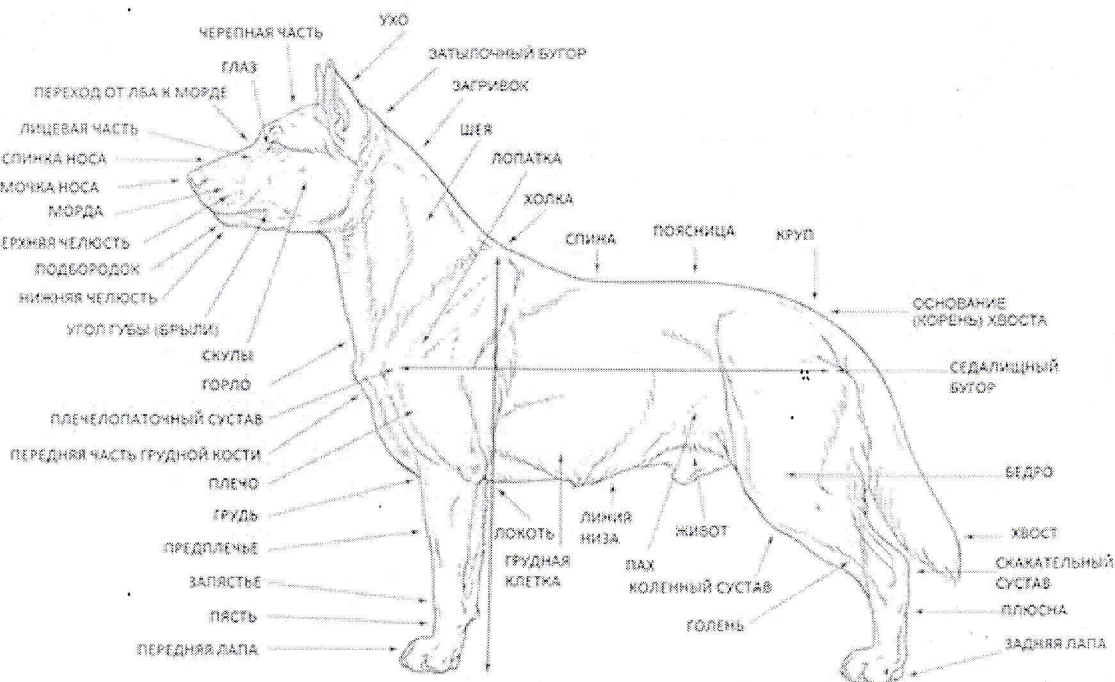 УХО
ЧЕРЕПНАЯ ЧАСТЬ
ЗАТЫЛОЧНЫЙ БУГОР
ГЛАЗ
ЗАГРИВОК
ПЕРЕХОД ОТ ЛБА К МОРДЕ
ЛИЦЕВАЯ ЧАСТЬ
ШЕЯ
СПИНКА НОСА
ЛОПАТКА
МОЧКА НОСА
ХОЛКА
МОРДА
СПИНА
ПОЯСНИЦА
КРУП
ЕРХНЯЯ ЧЕЛЮСТЬ
ПОДБОРОДОК
НИЖНЯЯ ЧЕЛЮСТЬ
ОСНОВАНИЕ
(КОРЕНЬ) ХВОСТА
УГОЛ ГУБЫ (БРЫЛИ)
СКУЛЫ
СЕДАЛИЩНЫЙ
БУГОР
ГОРЛО
ПЛЕЧЕЛОПАТОЧНЫЙ СУСТАВ
ПЕРЕДНЯЯ ЧАСТЬ ГРУДНОЙ КОСТИ
БЕДРО
ПЛЕЧО
ГРУДЬ
ЛОКОТЬ
ЛИНИЯ
НИЗА
ЖИВОТ
ХВОСТ
ПРЕДПЛЕЧЬЕ
ГРУДНАЯ
КЛЕТКА
ПАХ
СКАКАТЕЛЬНЫЙ
СУСТАВ
ЗАПЯСТЬЕ
КОЛЕННЫЙ СУСТАВ
ПЛЮСНА
ПЯСТЬ
ГОЛЕНЬ
ПЕРЕДНЯЯ ЛАПА
ЗАДНЯЯ ЛАПА